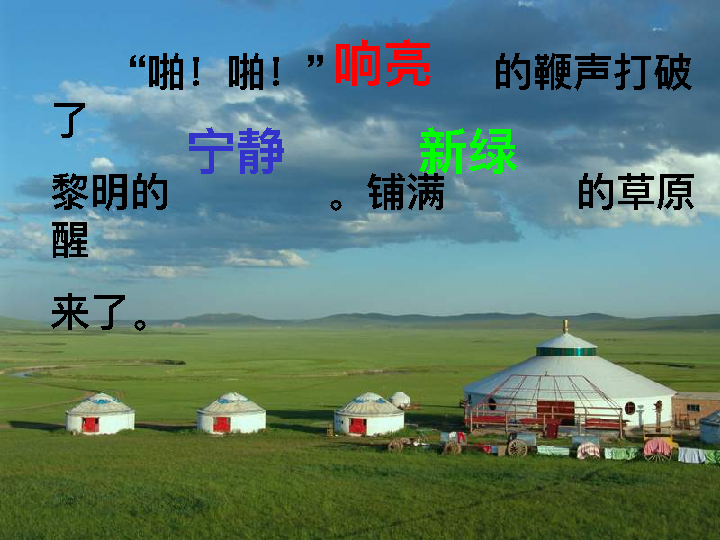 “啪！啪！”响亮的鞭声打破
了
宁静 新绿
黎明的 。铺满 的草原
醒
来了。